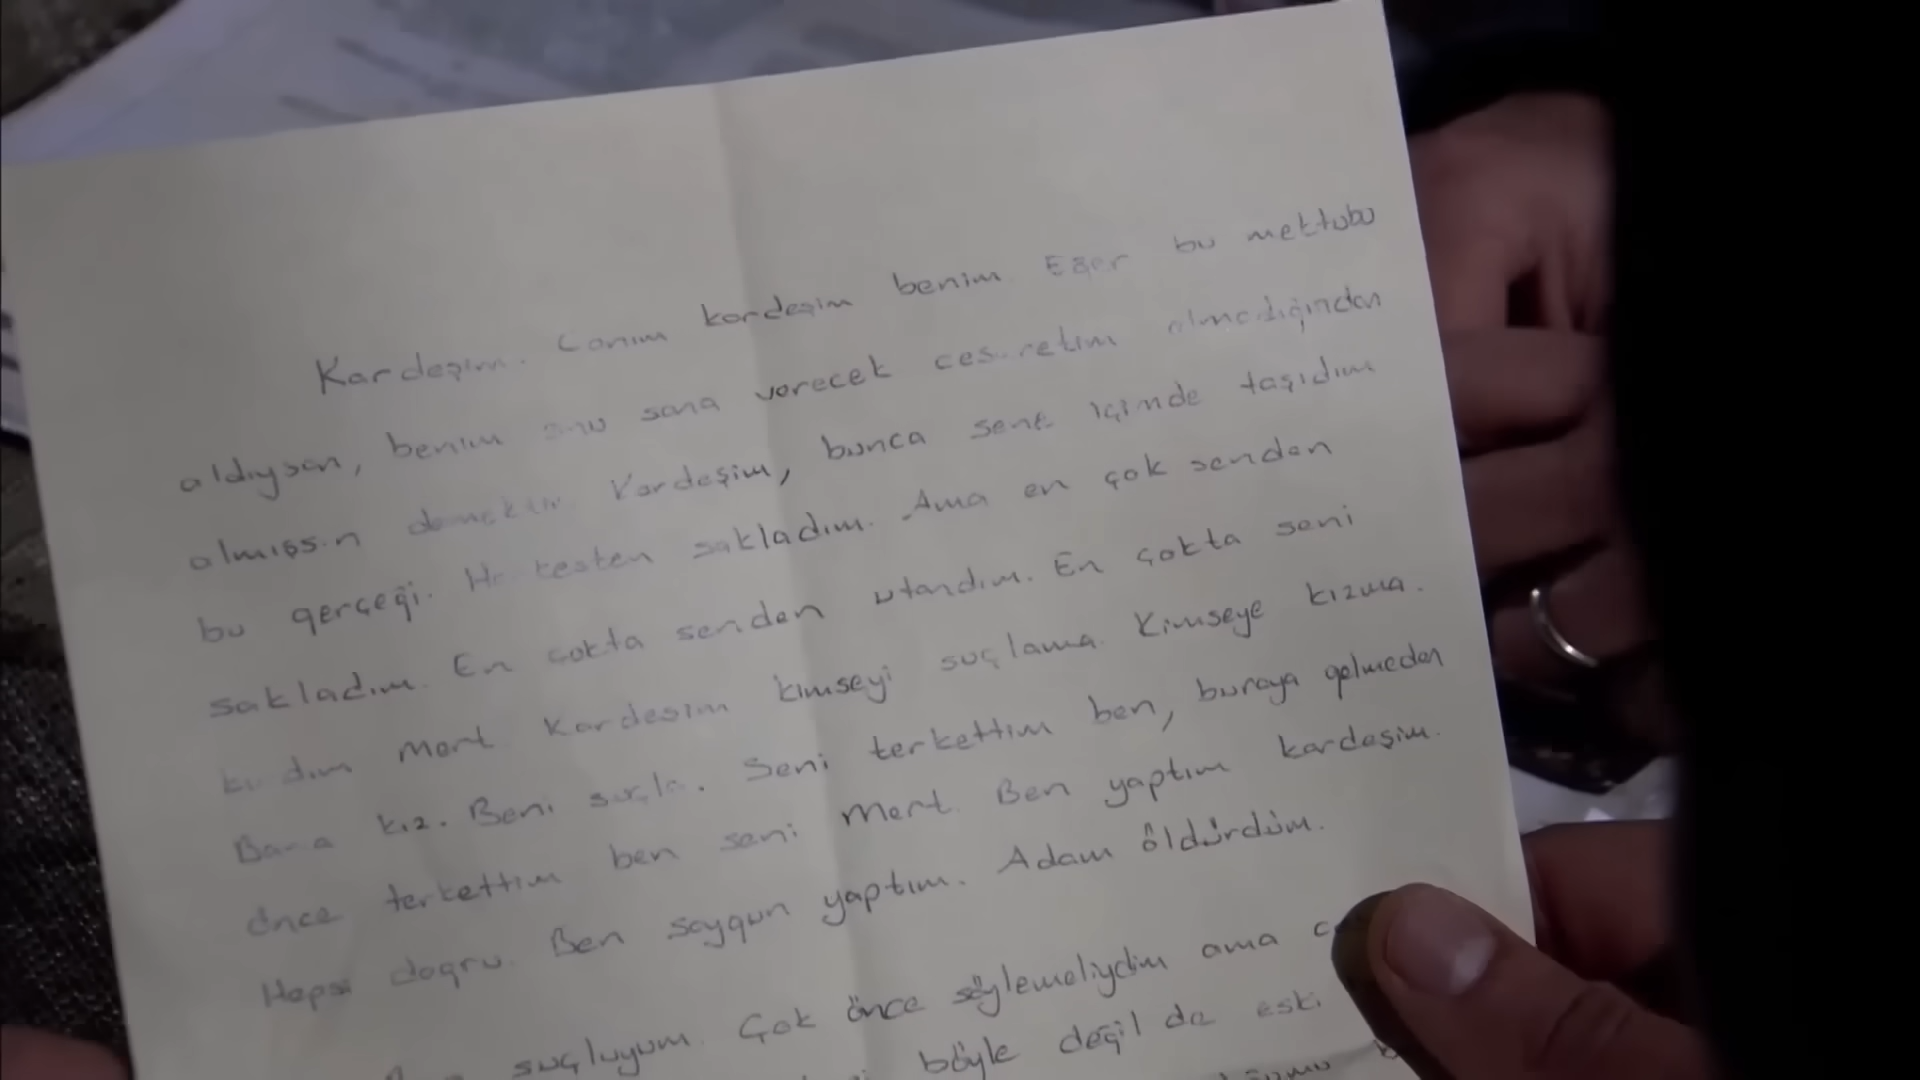 Kardeşim. Canım kardeşim benim Eğer bu mektubu
aldıysan, benim onu sana verecek cesaretim olmadığından
olmışsın demektir Kardeşim, bunca sene içimde taşıdım
bu gerçeği. Herkesten sakladım. Ama en çok senden
sakladım. En çokta senden utandım. En çokta seni
kırdım Mert Kardeşim kimseyi suçlama. Kimseye kızma.
Bana kız. Beni suçla. Seni terkettim ben, buraya gelmeden
önce terkettim ben seni Mert. Ben yaptım kardeşim.
Hepsi doğru. Ben soygun yaptım. Adam öldürdüm.
suçluyum. Çok önce söylemeliydim ama
böyle değil de eski